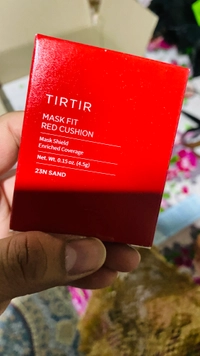 TIRTIR
MASK FIT
RED CUSHION
Mask Shield
Enriched Coverage
Net. Wt. 0.15 oz. (4.5g)
23N SAND